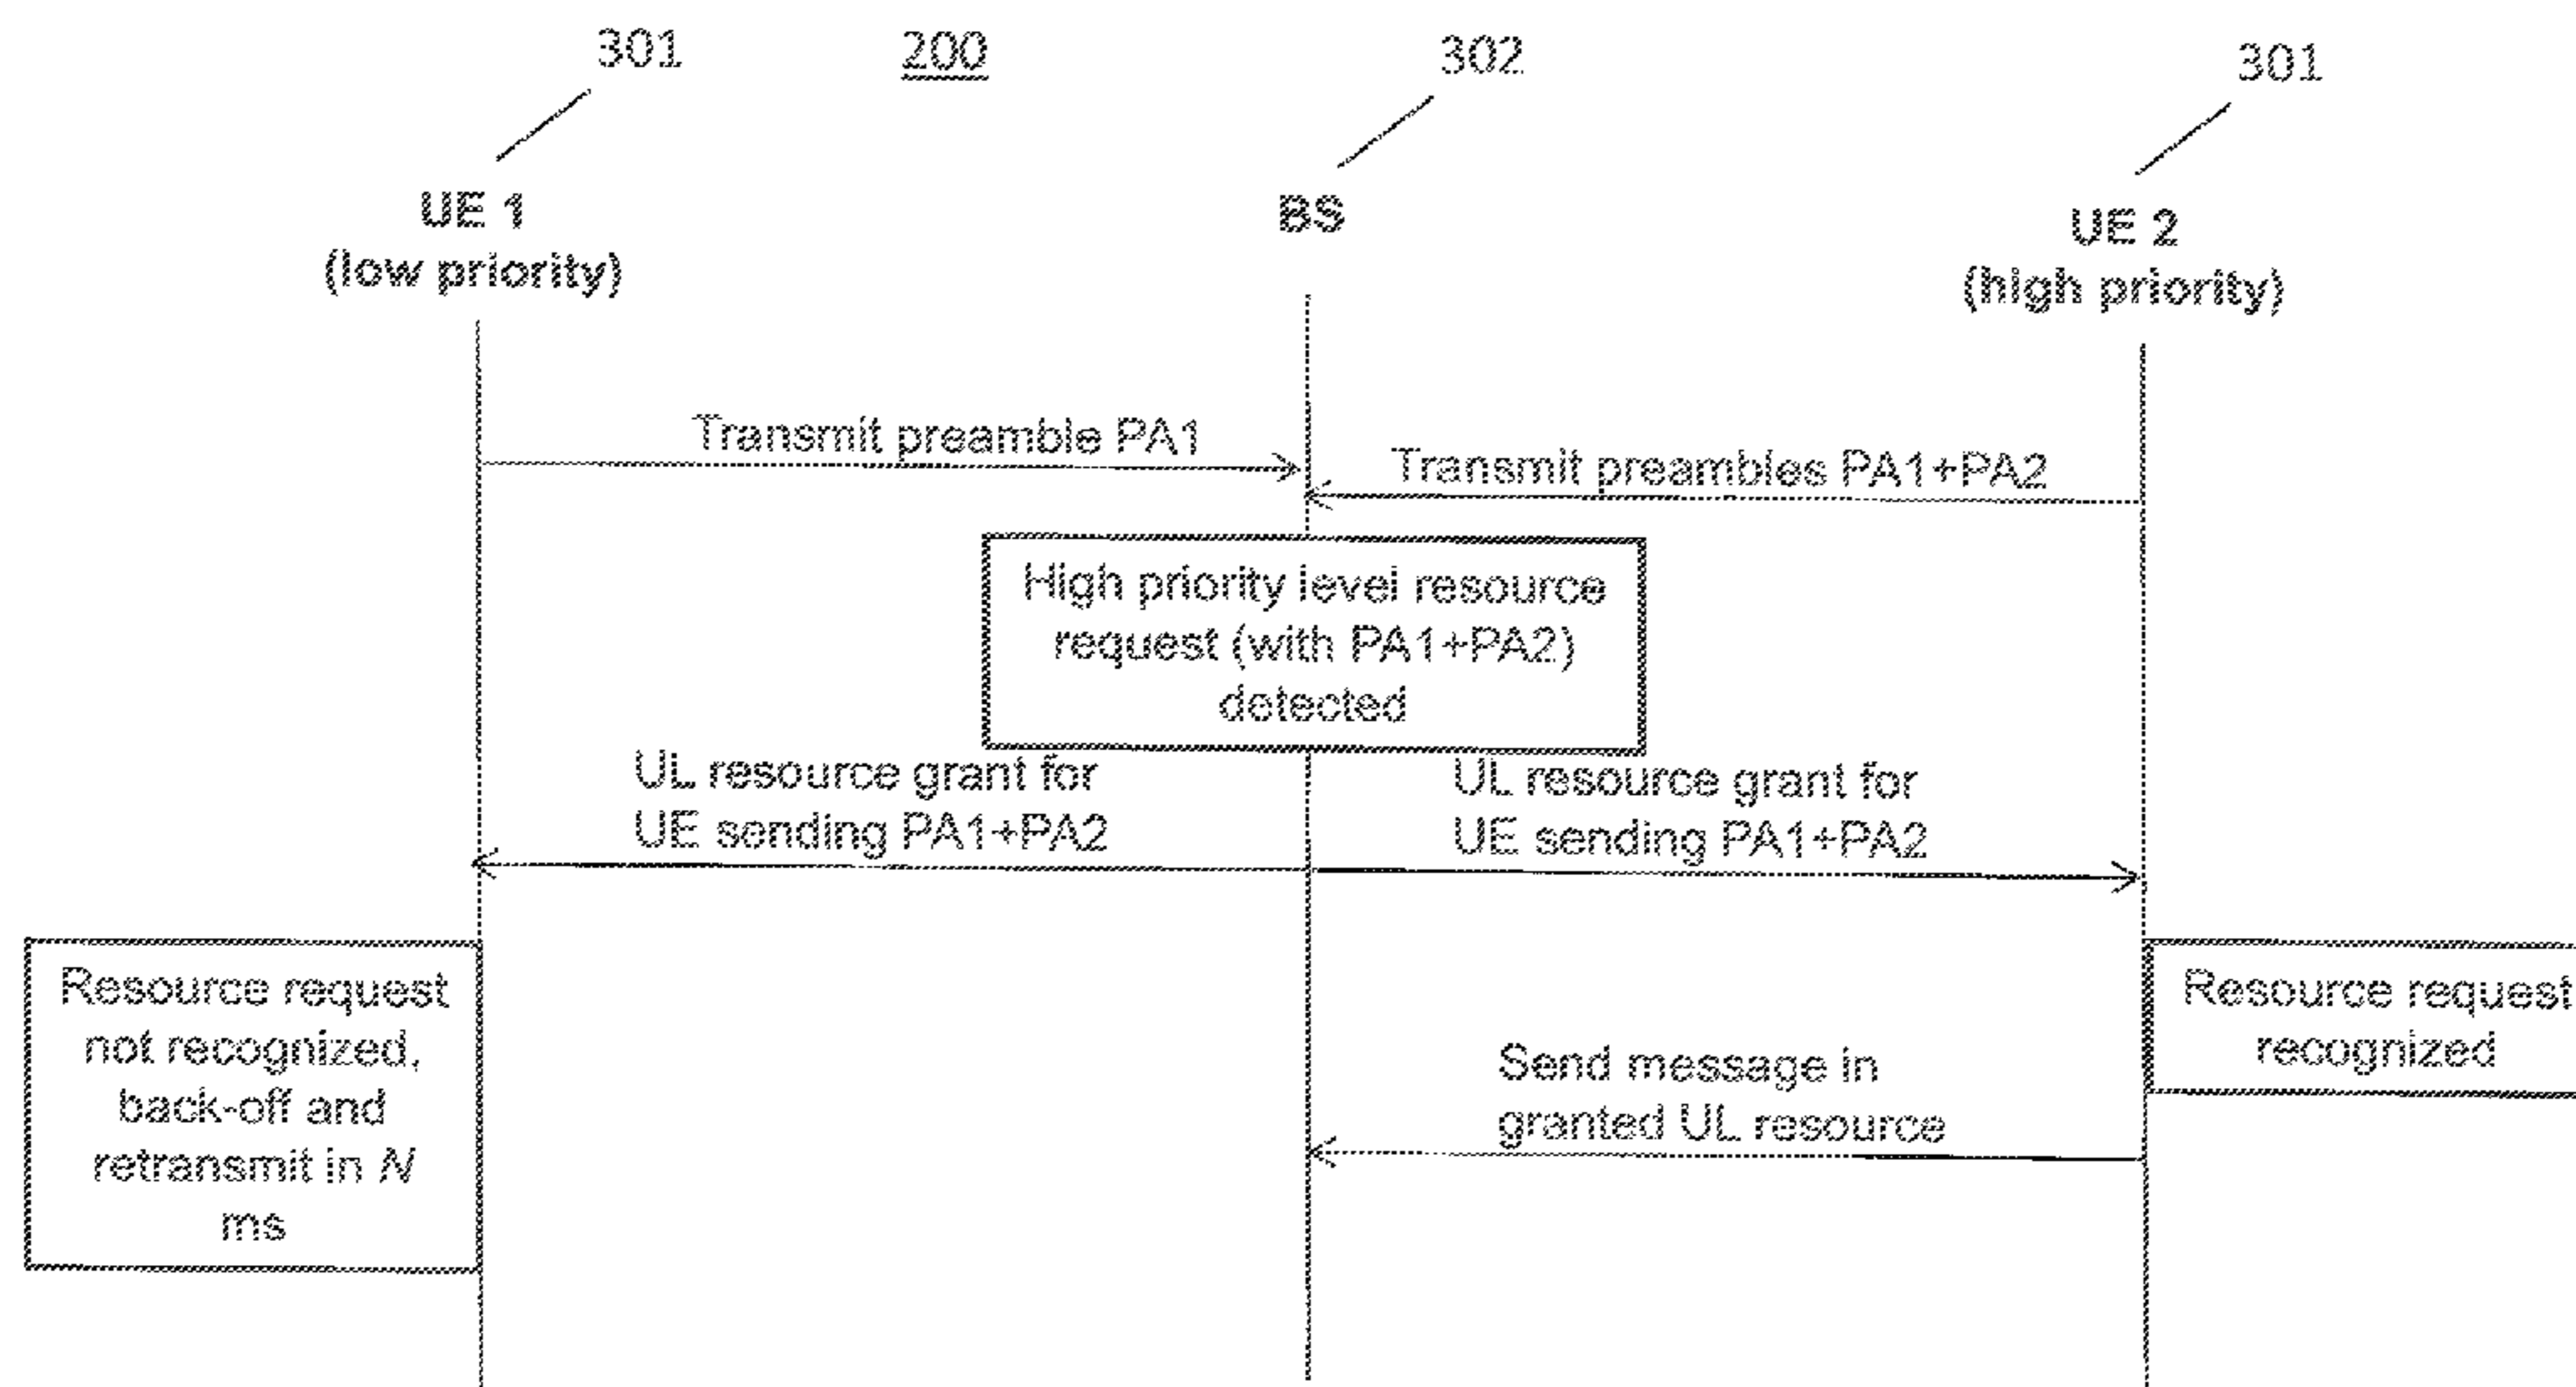 301
200
302
301
UE 1
(low priority)
BS
UE 2
(high priority)
Transmit preamble PA1
Transmit preambles PA1+PA2
High priority level resource
request (with PA1+PA2)
detected
UL resource grant for
UE sending PA1+PA2
UL resource grant for
UE sending PA1+PA2
Resource request
not recognized,
back-off and
retransmit in N
ms
Resource request
recognized
Send message in
granted UL resource